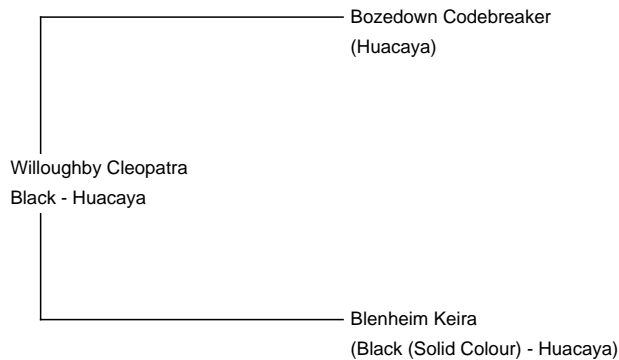 Bozedown Codebreaker
(Huacaya)
Willoughby Cleopatra
Black - Huacaya
Blenheim Keira
(Black (Solid Colour) - Huacaya)